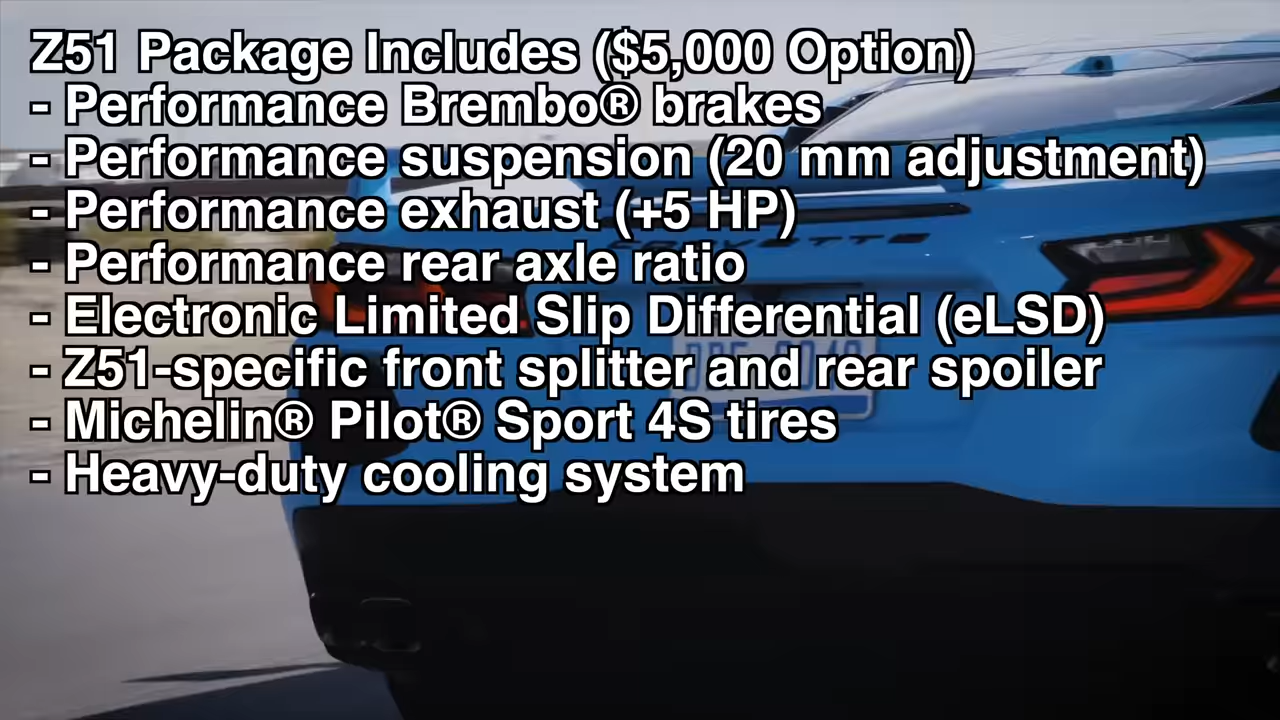 Z51 Package Includes ($5,000 Option)
- Performance Brembo® brakes
- Performance suspension (20 mm adjustment)
- Performance exhaust (+5 HP)
- Performance rear axle ratio
- Electronic Limited Slip Differential (eLSD)
- Z51-specific front splitter and rear spoiler
- Michelin® Pilot® Sport 4S tires
- Heavy-duty cooling system
CORVETTE